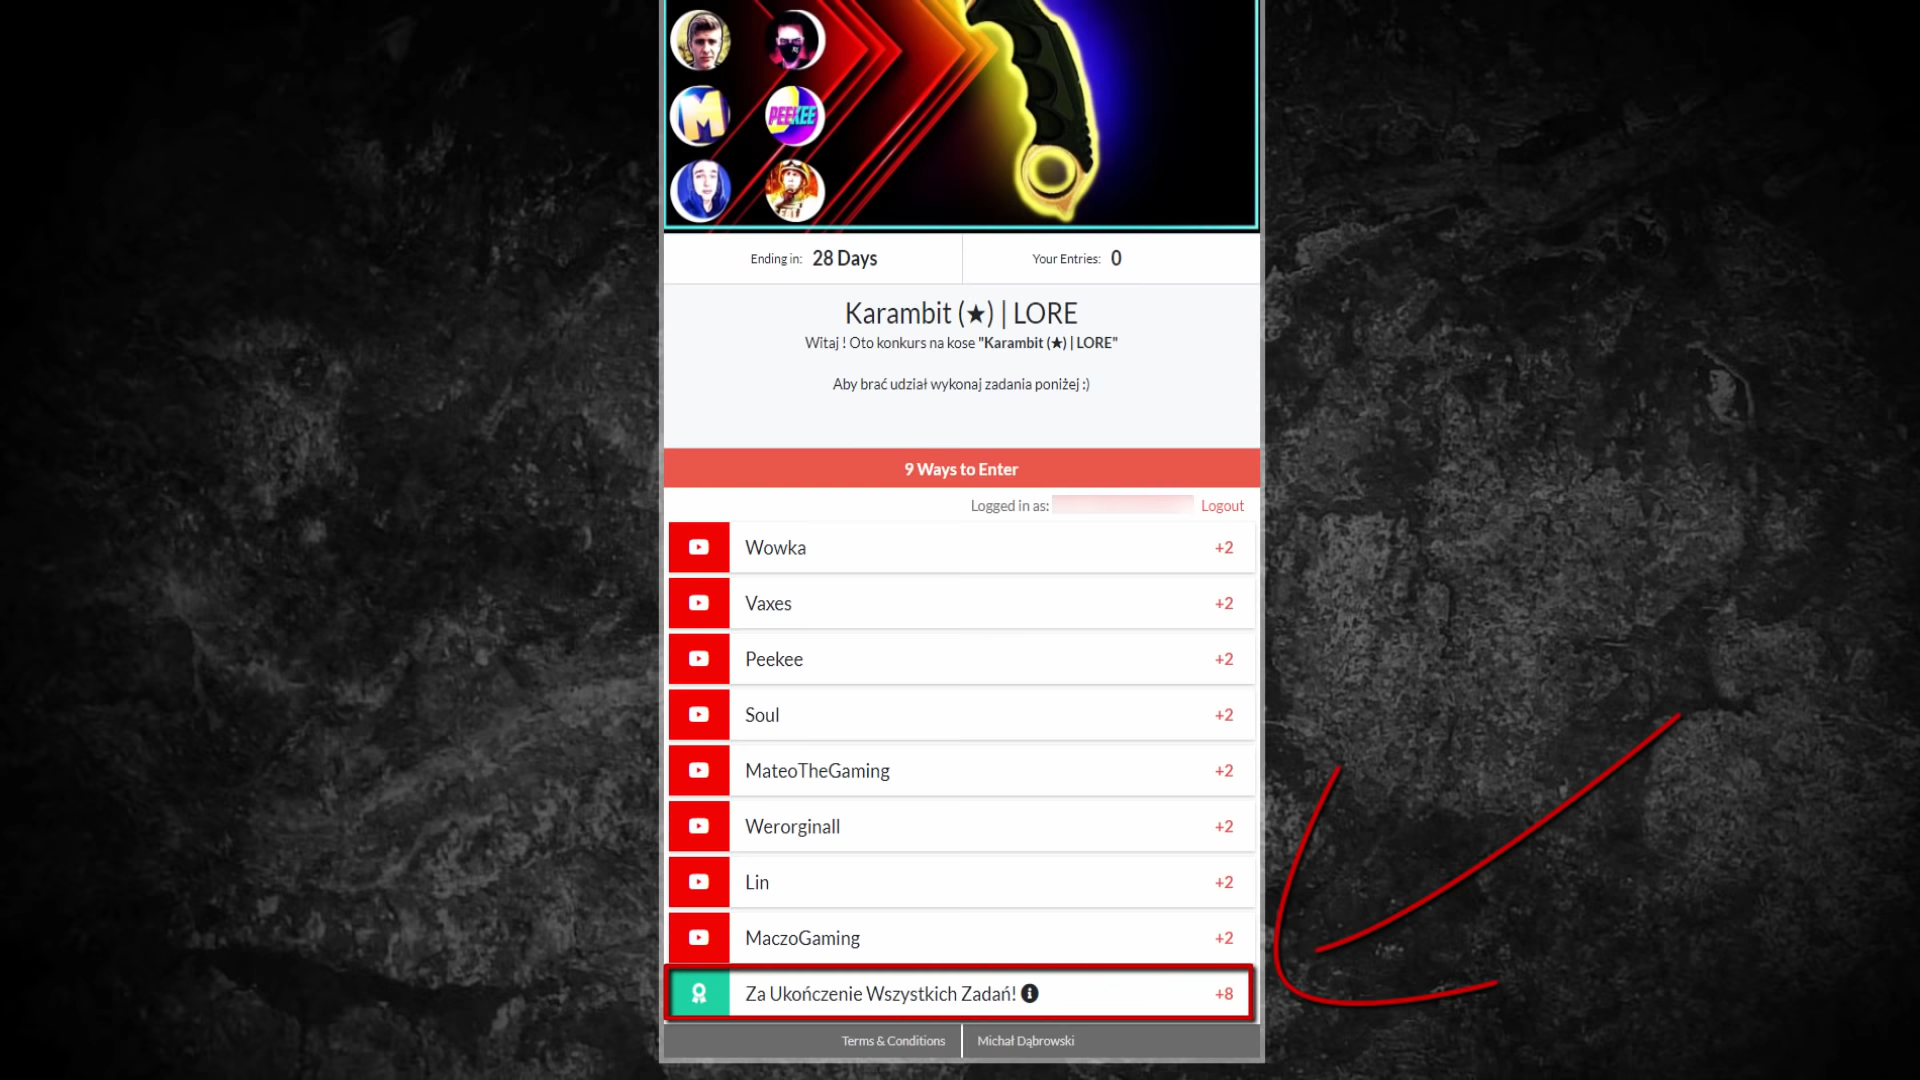 M
PEEKEE
Ending in: 28 Days
Your Entries: 0
Karambit (★) | LORE
Witaj ! Oto konkurs na kose "Karambit (★) | LORE"
Aby brać udział wykonaj zadania poniżej :)
9 Ways to Enter
Logged in as: Logout
Wowka +2
Vaxes +2
Peekee +2
Soul +2
MateoTheGaming +2
Werorginall +2
Lin +2
MaczoGaming +2
Za Ukończenie Wszystkich Zadań! +8
Terms & Conditions
Michał Dąbrowski